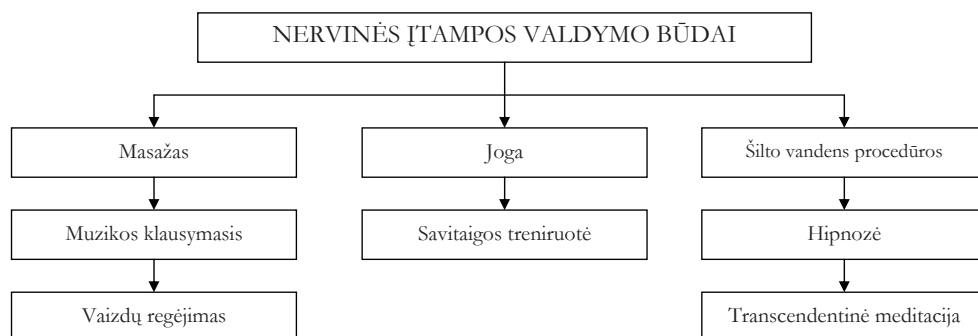 NERVINĖS ĮTAMPOS VALDYMO BŪDAI
Masažas
Joga
Šilto vandens procedūros
Muzikos klausymasis
Savitaigos treniruotė
Hipnozė
Vaizdų regėjimas
Transcendentinė meditacija